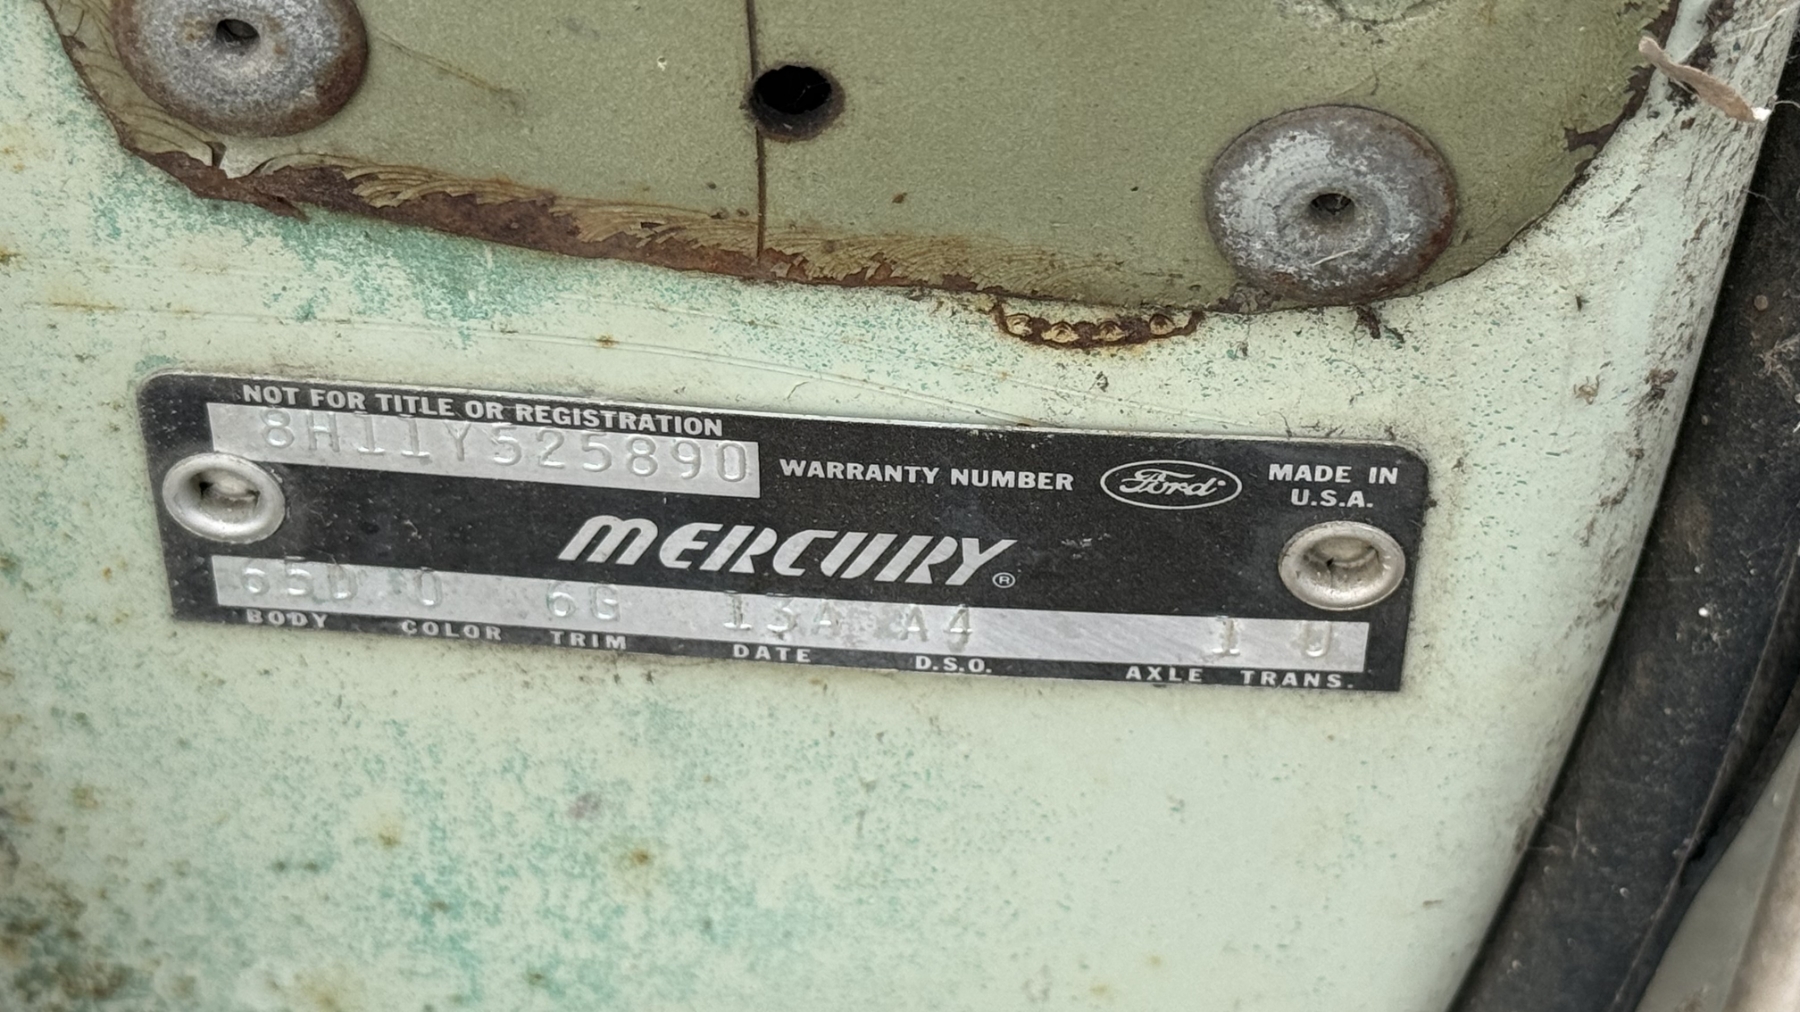 NOT FOR TITLE OR REGISTRATION
8H11Y525890
WARRANTY NUMBER
Ford
MADE IN
U.S.A.
MERCURY®
65D O 6G 13A A4 1 U
BODY COLOR TRIM DATE D.S.O. AXLE TRANS.